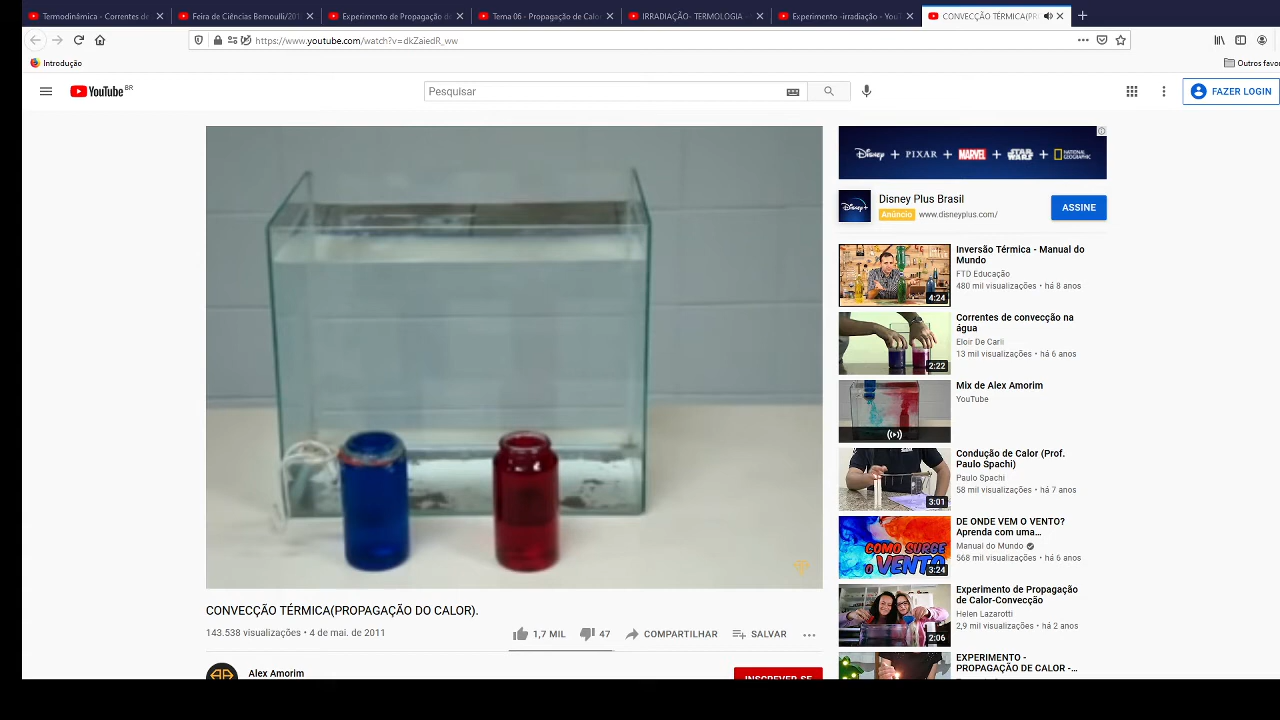 Termodinâmica - Correntes de
Feira de Ciências Bernoulli/201
Experimento de Propagação de
Tema 06 - Propagação de Calor
IRRADIAÇÃO- TERMOLOGIA -
Experimento -irradiação - YouT
CONVECÇÃO TÉRMICA(PR
https://www.youtube.com/watch?v=dkZaiedR_ww
Introdução
Outros favor
YouTube BR
Pesquisar
FAZER LOGIN
Disney + PIXAR + MARVEL + STAR WARS + NATIONAL GEOGRAPHIC
Disney+
Disney Plus Brasil
Anúncio www.disneyplus.com/
ASSINE
Inversão Térmica - Manual do
Mundo
FTD Educação
480 mil visualizações • há 8 anos
4:24
Correntes de convecção na
água
Eloir De Carli
13 mil visualizações • há 6 anos
2:22
Mix de Alex Amorim
YouTube
Condução de Calor (Prof.
Paulo Spachi)
Paulo Spachi
58 mil visualizações • há 7 anos
3:01
DE ONDE VEM O VENTO?
Aprenda com uma...
Manual do Mundo
568 mil visualizações • há 6 anos
COMO SURGE
O VENTO
3:24
Experimento de Propagação
de Calor-Convecção
Helen Lazarotti
2,9 mil visualizações • há 2 anos
2:06
EXPERIMENTO -
PROPAGAÇÃO DE CALOR -...
CONVECÇÃO TÉRMICA(PROPAGAÇÃO DO CALOR).
143.538 visualizações • 4 de mai. de 2011
1,7 MIL
47
COMPARTILHAR
SALVAR
Alex Amorim
INSCREVER-SE